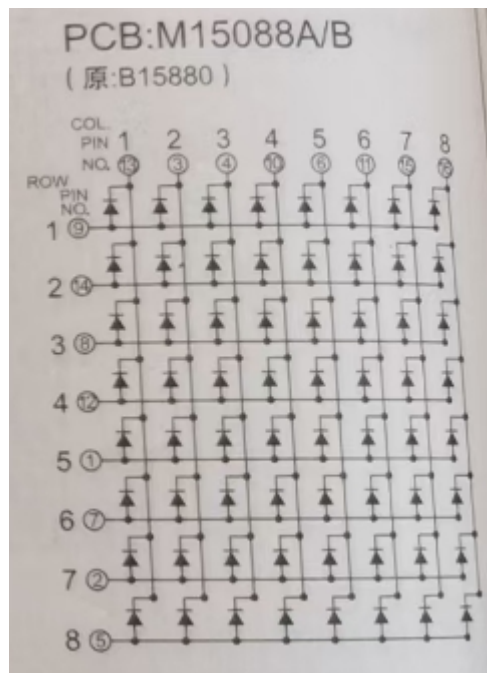 PCB:M15088A/B
(原:B15880)
COL. 1 2 3 4 5 6 7 8
PIN
NO. ⑬ ③ ④ ⑩ ⑥ ⑪ ⑮ ⑯
ROW
PIN
NO.
1 ⑨
2 ⑭
3 ⑧
4 ⑫
5 ①
6 ⑦
7 ②
8 ⑤